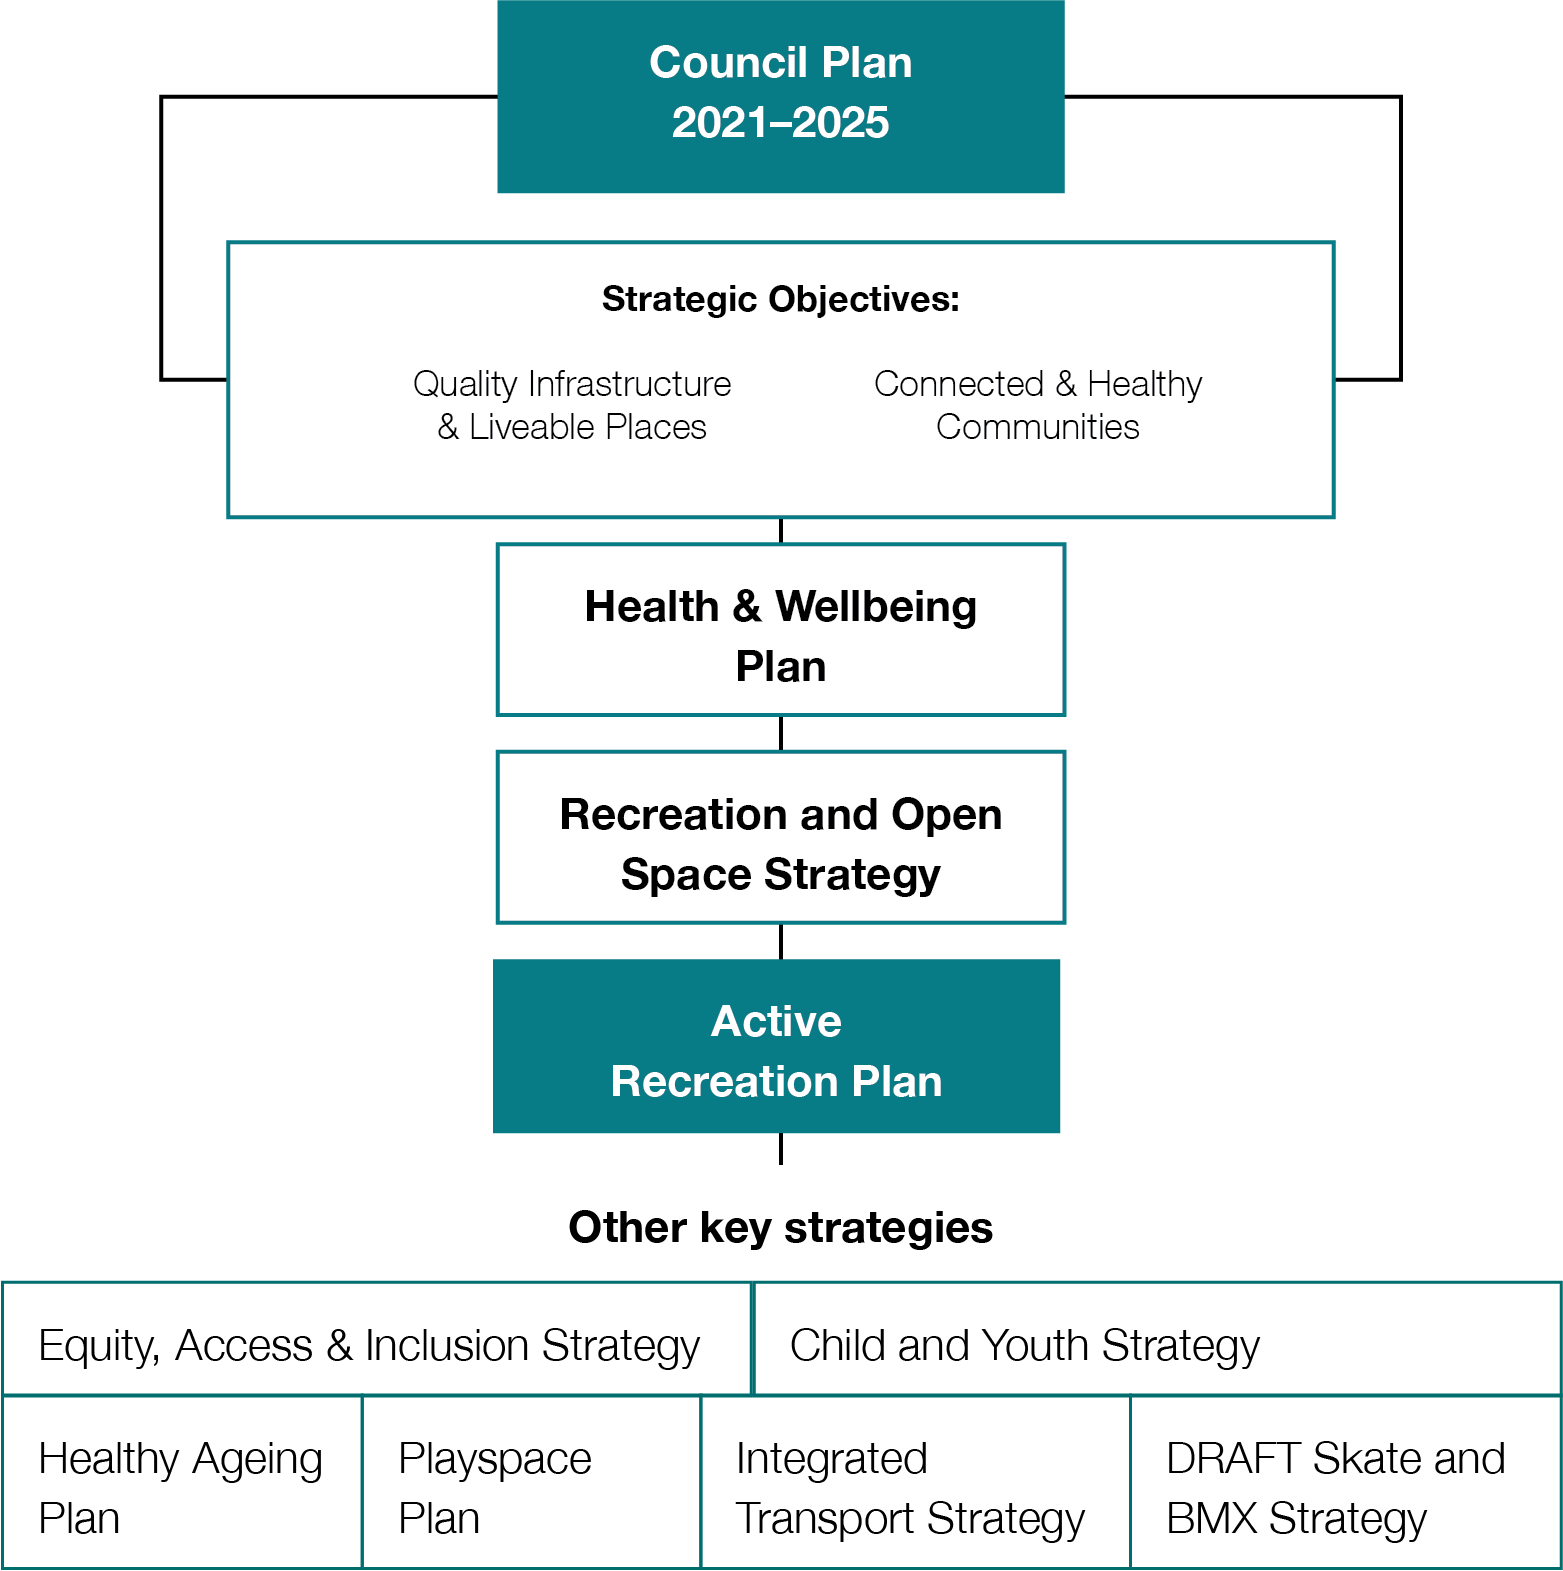 Council Plan
2021–2025
Strategic Objectives:
Quality Infrastructure
& Liveable Places
Connected & Healthy
Communities
Health & Wellbeing
Plan
Recreation and Open
Space Strategy
Active
Recreation Plan
Other key strategies
Equity, Access & Inclusion Strategy
Child and Youth Strategy
Healthy Ageing
Plan
Playspace
Plan
Integrated
Transport Strategy
DRAFT Skate and
BMX Strategy